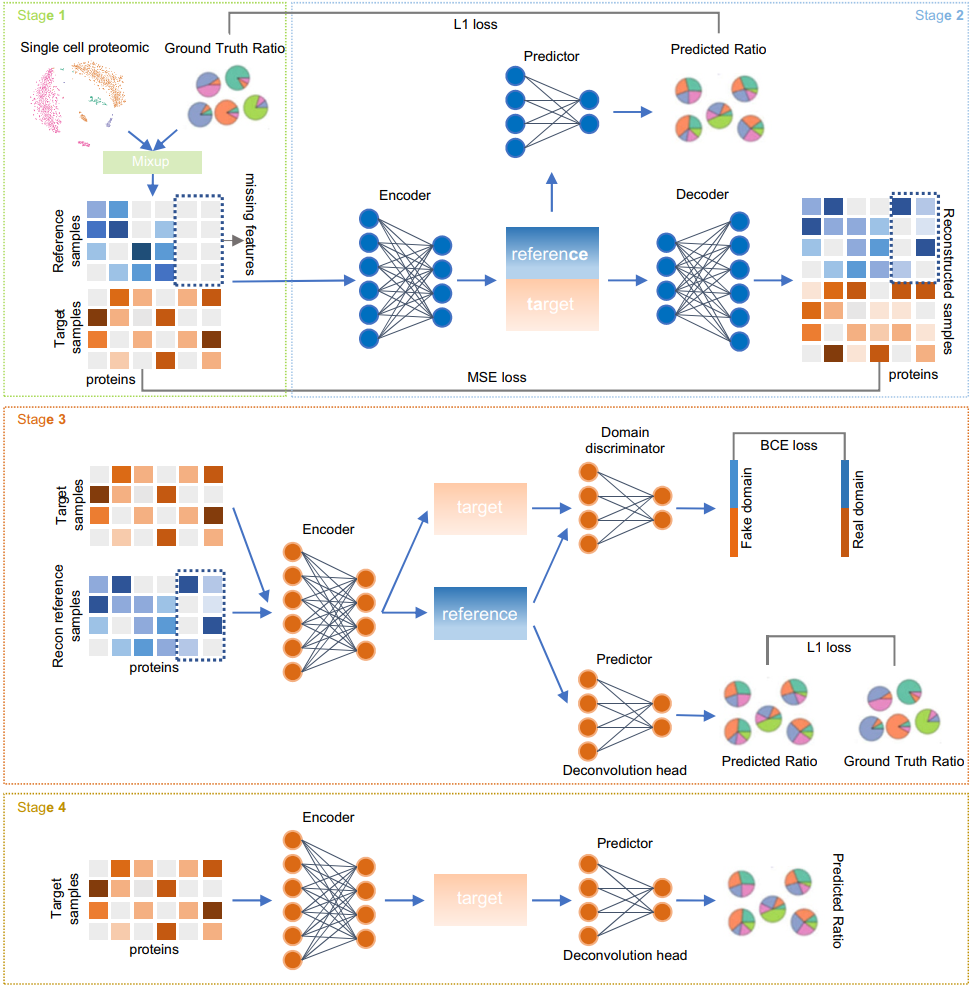 Stage 1
L1 loss
Stage 2
Single cell proteomic
Ground Truth Ratio
Predictor
Predicted Ratio
Mixup
missing features
Reference
samples
Target
samples
proteins
Encoder
reference
target
Decoder
Reconstructed samples
proteins
MSE loss
Stage 3
Target
samples
Recon reference
samples
proteins
Encoder
target
reference
Domain
discriminator
BCE loss
Fake domain
Real domain
Predictor
Deconvolution head
L1 loss
Predicted Ratio
Ground Truth Ratio
Stage 4
Target
samples
proteins
Encoder
target
Predictor
Deconvolution head
Predicted Ratio